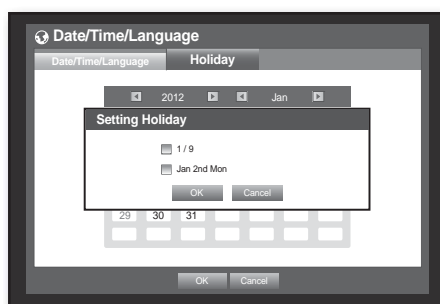 Date/Time/Language
Date/Time/Language Holiday
2012 Jan
Setting Holiday
1 / 9
Jan 2nd Mon
OK Cancel
29 30 31
OK Cancel